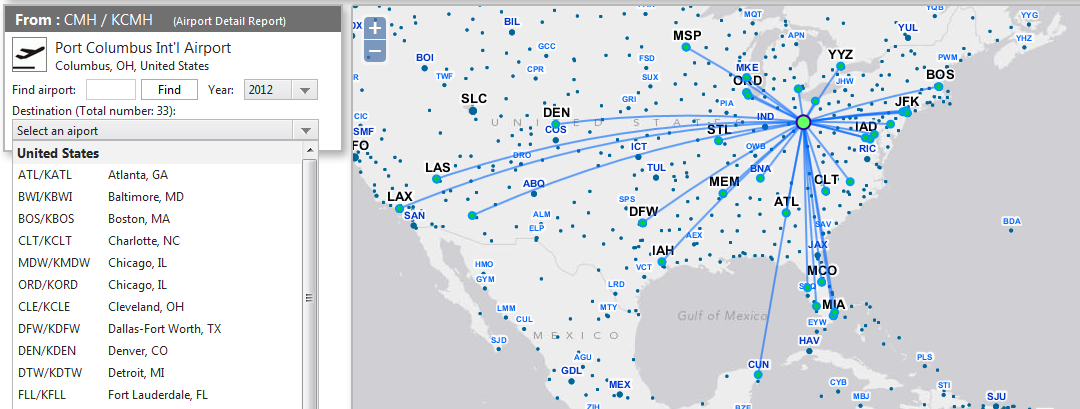 From : CMH / KCMH (Airport Detail Report)
Port Columbus Int'l Airport
Columbus, OH, United States
Find airport: Find Year: 2012
Destination (Total number: 33):
Select an airport
United States
ATL/KATL Atlanta, GA
BWI/KBWI Baltimore, MD
BOS/KBOS Boston, MA
CLT/KCLT Charlotte, NC
MDW/KMDW Chicago, IL
ORD/KORD Chicago, IL
CLE/KCLE Cleveland, OH
DFW/KDFW Dallas-Fort Worth, TX
DEN/KDEN Denver, CO
DTW/KDTW Detroit, MI
FLL/KFLL Fort Lauderdale, FL
+
−
BIL
MQT
YQB
YYG
MSP
APN
YUL
YHZ
BOI
GCC
FSD
YYZ
PWM
TWF
CPR
SUX
MKE
ORD
JHW
BOS
SLC
GRI
PIA
JFK
CIC
DEN
UNITED STATES
IND
SMF
COS
STL
IAD
FO
DRO
ICT
OWB
RIC
LAS
TUL
BNA
ABQ
MEM
CLT
LAX
SPS
SAN
ALM
DFW
ATL
ELP
AEX
SAV
BDA
IAH
JAX
HMO
VCT
MCO
GYM
LRD
LMM
MTY
MIA
CUL
Gulf of Mexico
EYW
MEXICO
SJD
HAV
AGU
PLS
GDL
CUN
MEX
CYB
STI
MBJ
SJU
ZIH
BZE